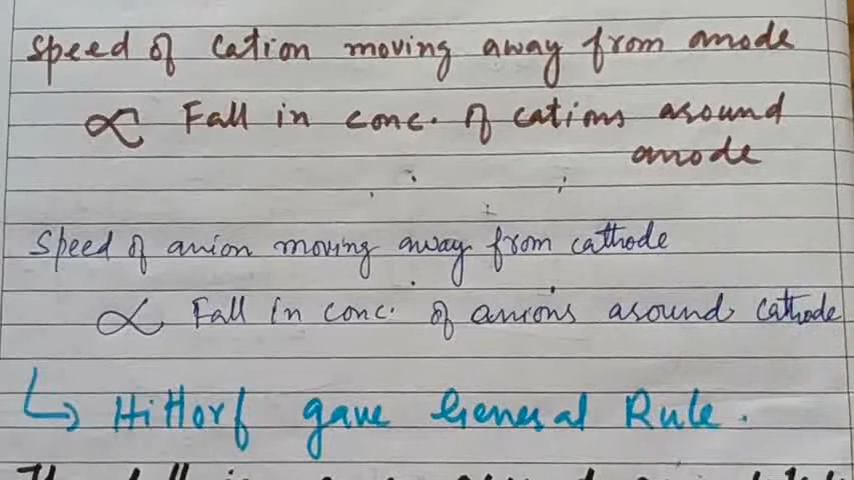 Speed of cation moving away from anode
∝ Fall in conc. of cations around
anode
Speed of anion moving away from cathode
∝ Fall in conc. of anions around cathode
↳ Hittorf gave General Rule.